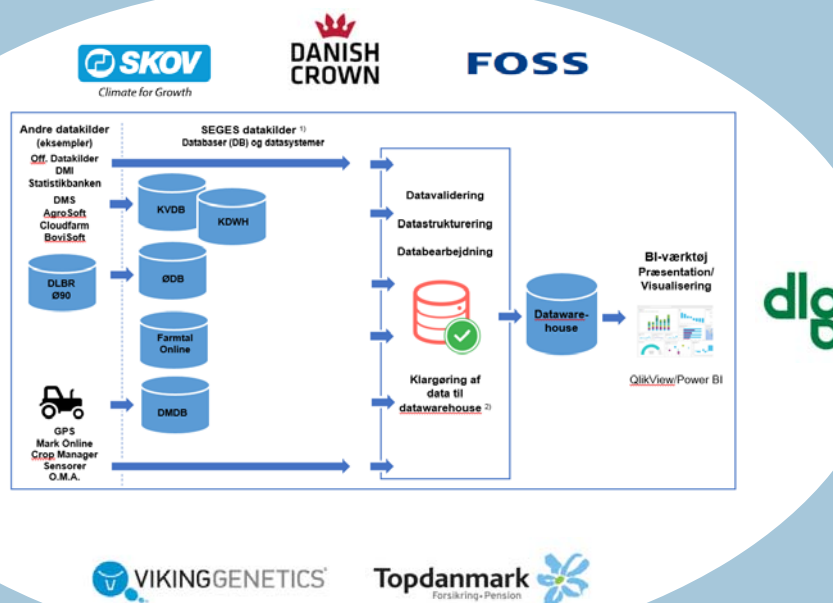 SKOV
Climate for Growth
DANISH
CROWN
FOSS
Andre datakilder
(eksempler)
Off. Datakilder
DMI
Statistikbanken
DMS
AgroSoft
Cloudfarm
BoviSoft
DLBR
Ø90
GPS
Mark Online
Crop Manager
Sensorer
O.M.A.
SEGES datakilder 1)
Databaser (DB) og datasystemer
KVDB
KDWH
ØDB
Farmtal
Online
DMDB
Datavalidering
Datastrukturering
Databearbejdning
Klargøring af
data til
datawarehouse 2)
Dataware-
house
BI-værktøj
Præsentation/
Visualisering
QlikView/Power BI
dlg
VIKINGGENETICS
Topdanmark
Forsikring • Pension